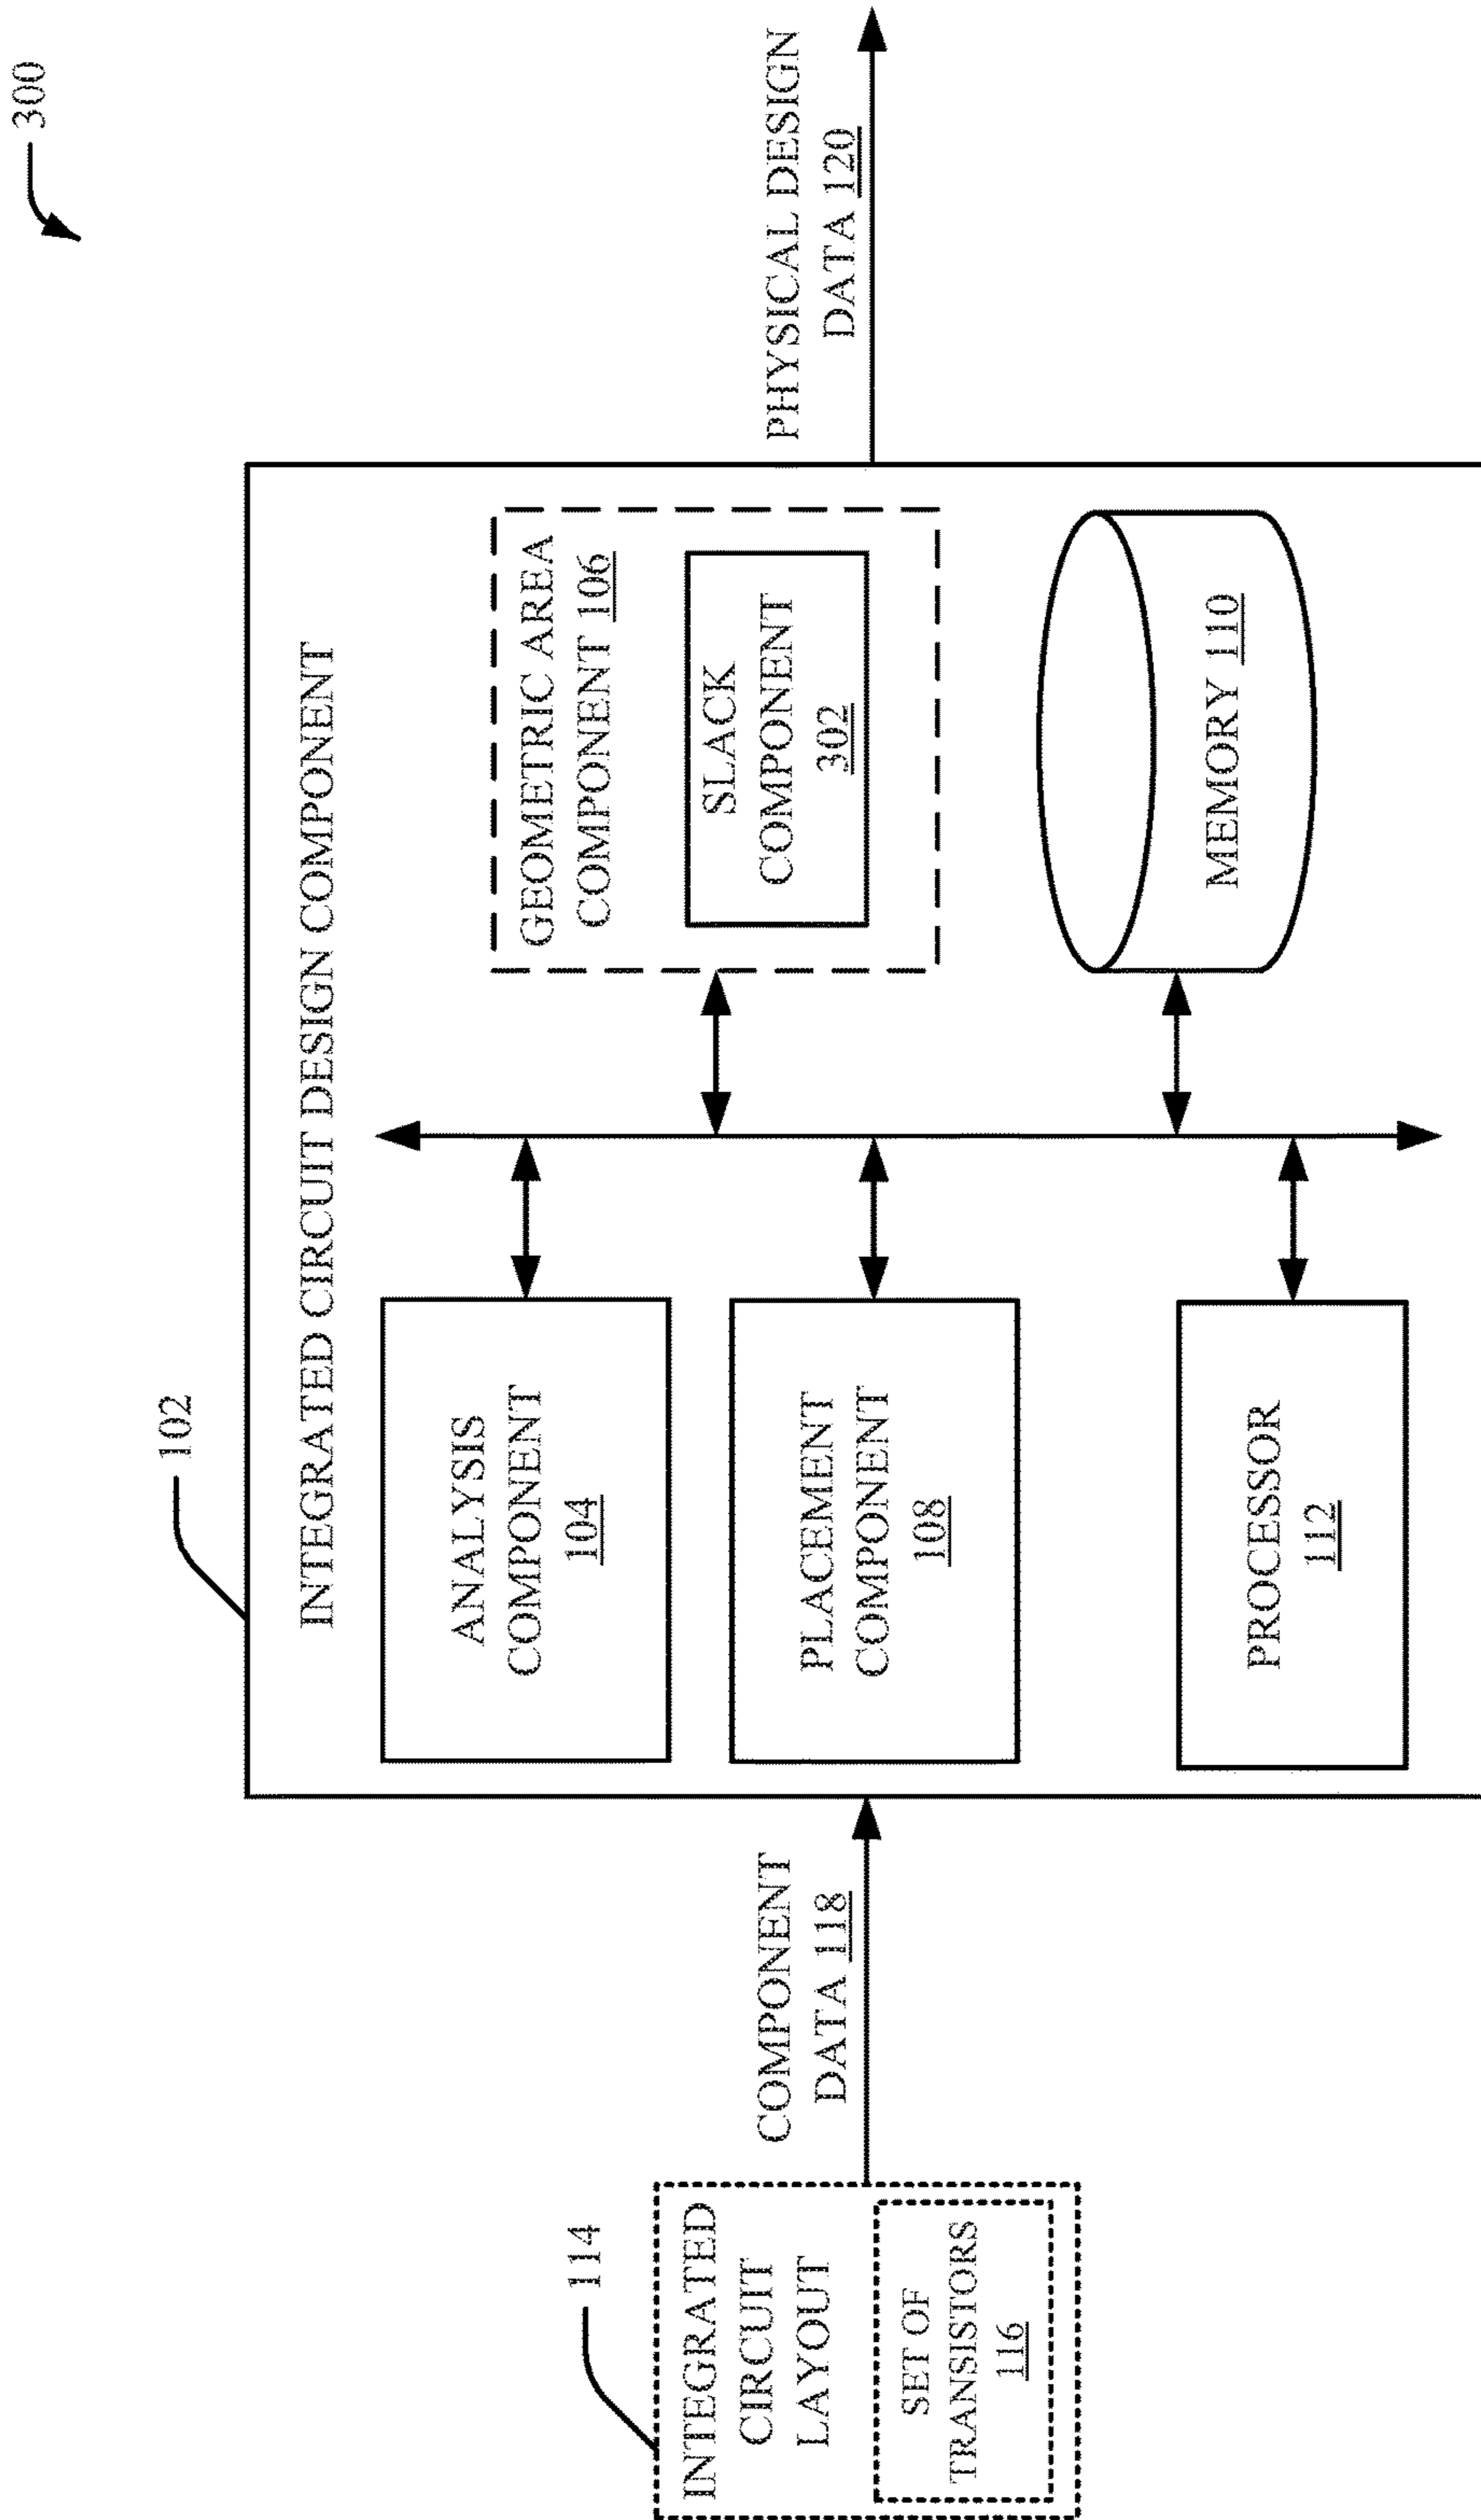 300
102
INTEGRATED CIRCUIT DESIGN COMPONENT
114
INTEGRATED
CIRCUIT
LAYOUT
SET OF
TRANSISTORS
116
COMPONENT
DATA 118
ANALYSIS
COMPONENT
104
PLACEMENT
COMPONENT
108
PROCESSOR
112
GEOMETRIC AREA
COMPONENT 106
SLACK
COMPONENT
302
MEMORY 110
PHYSICAL DESIGN
DATA 120